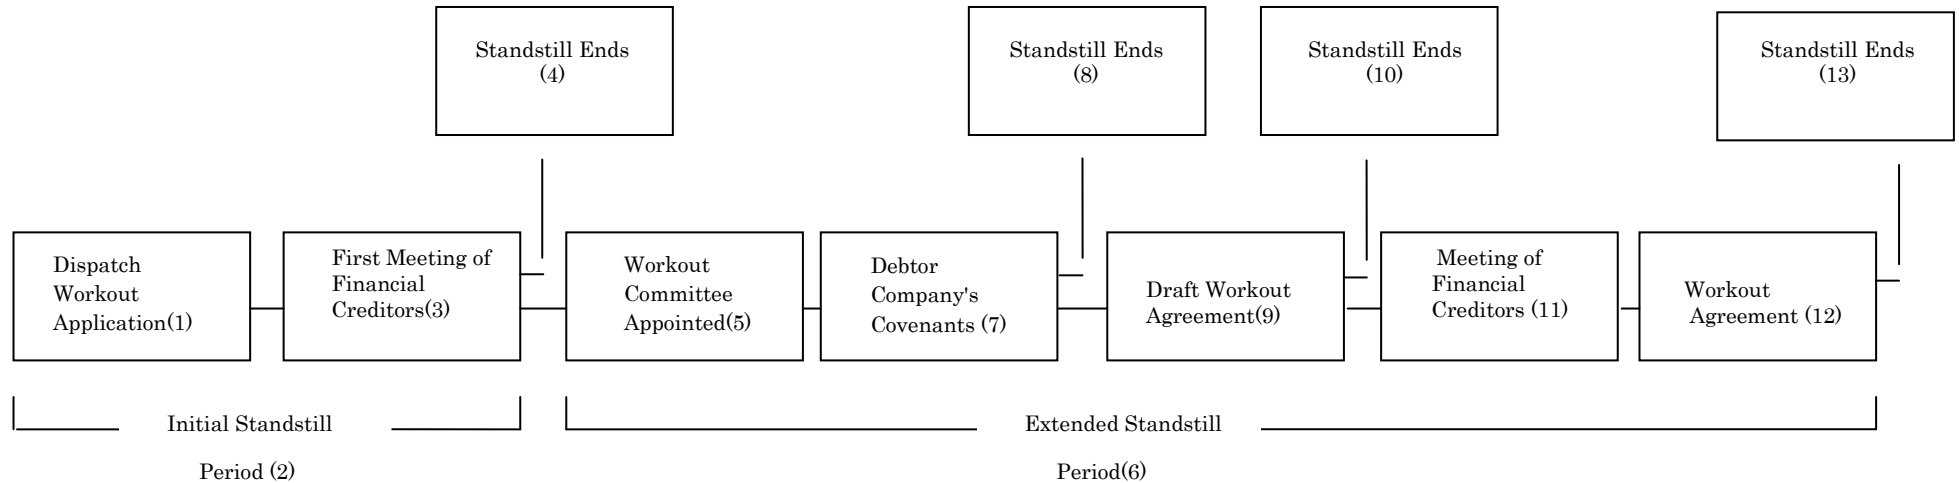 Standstill Ends
(4)
Standstill Ends
(8)
Standstill Ends
(10)
Standstill Ends
(13)
Dispatch
Workout
Application(1)
First Meeting of
Financial
Creditors(3)
Workout
Committee
Appointed(5)
Debtor
Company's
Covenants (7)
Draft Workout
Agreement(9)
Meeting of
Financial
Creditors (11)
Workout
Agreement (12)
Initial Standstill
Period (2)
Extended Standstill
Period(6)